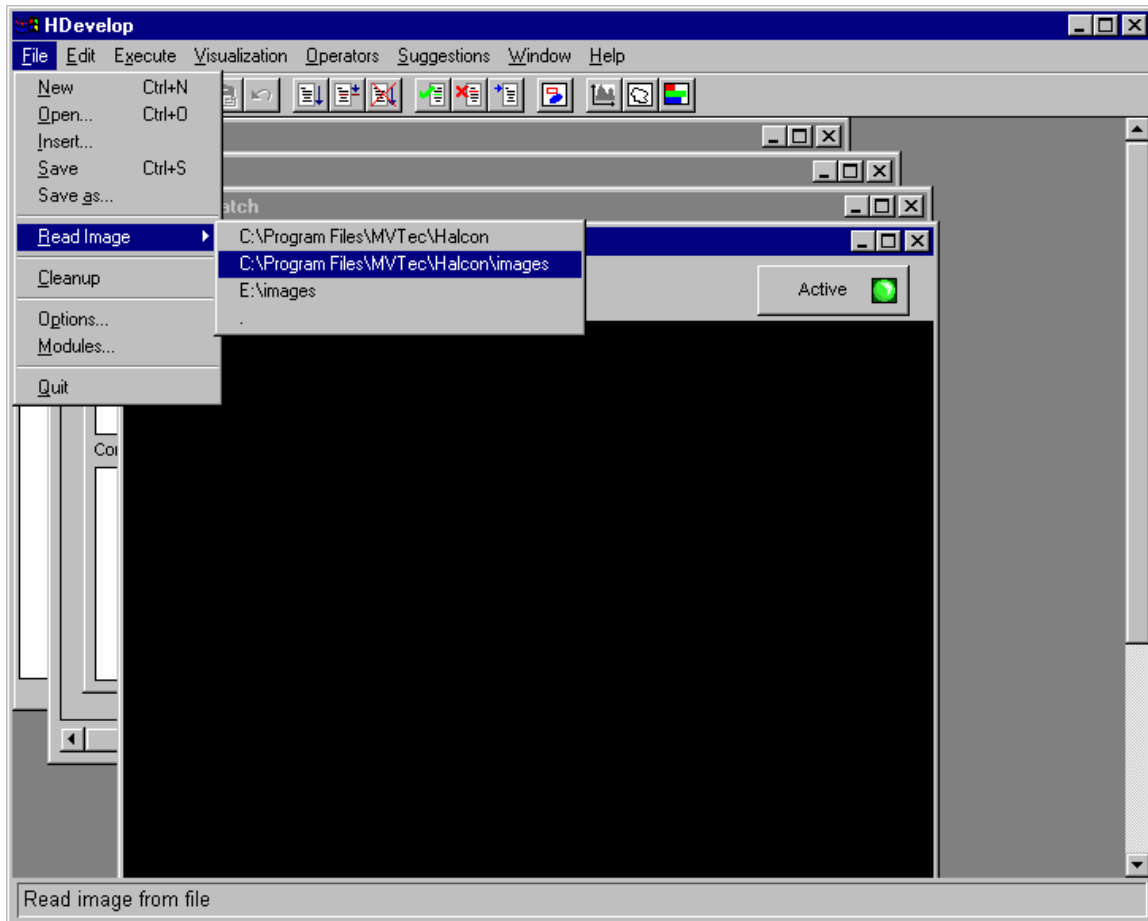 HDevelop
File Edit Execute Visualization Operators Suggestions Window Help
New Ctrl+N
Open... Ctrl+O
Insert...
Save Ctrl+S
Save as...
Read Image
Cleanup
Options...
Modules...
Quit
C:\Program Files\MVTec\Halcon
C:\Program Files\MVTec\Halcon\images
E:\images
.
atch
Active
Co
Read image from file